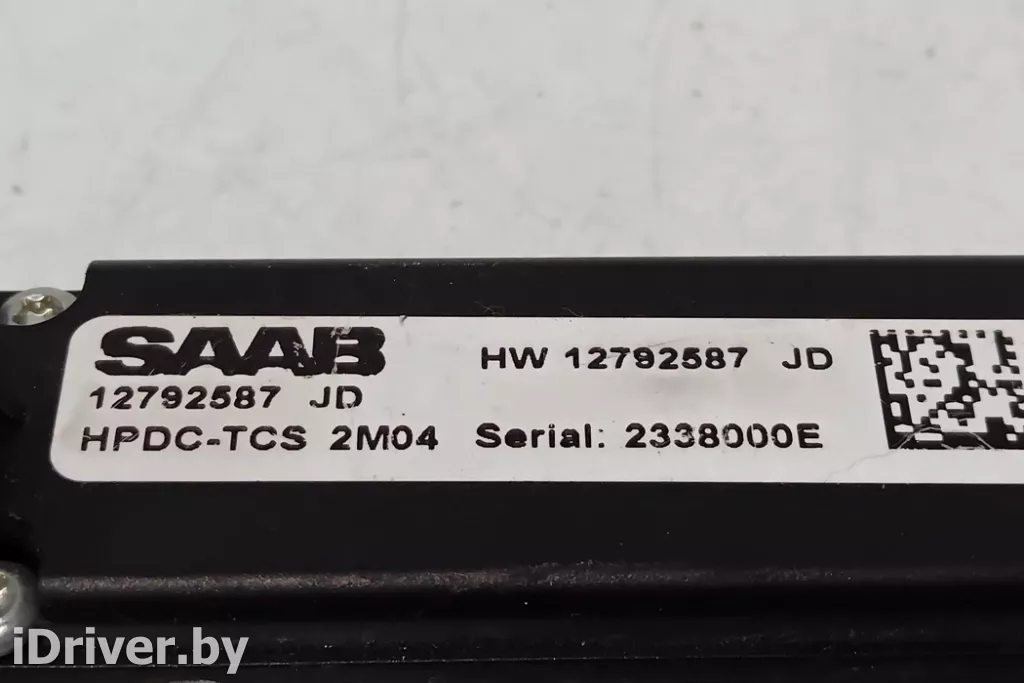 SAAB HW 12792587 JD
12792587 JD
HPDC-TCS 2M04 Serial: 2338000E
iDriver.by